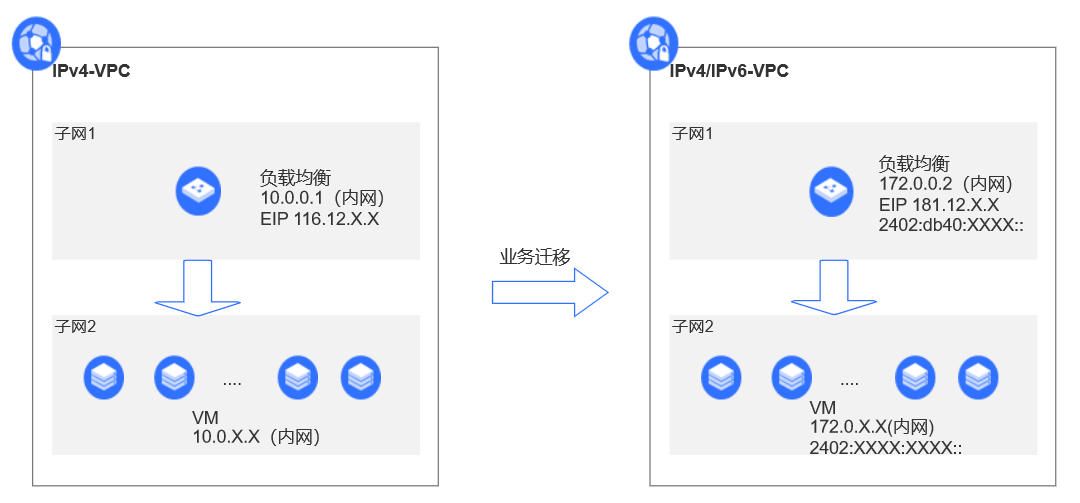 IPv4-VPC
子网1
负载均衡
10.0.0.1（内网）
EIP 116.12.X.X
子网2
....
VM
10.0.X.X（内网）
业务迁移
IPv4/IPv6-VPC
子网1
负载均衡
172.0.0.2（内网）
EIP 181.12.X.X
2402:db40:XXXX::
子网2
....
VM
172.0.X.X(内网)
2402:XXXX:XXXX::